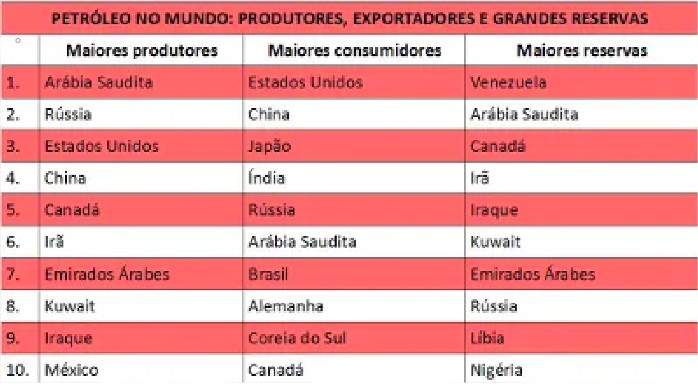 PETRÓLEO NO MUNDO: PRODUTORES, EXPORTADORES E GRANDES RESERVAS
° Maiores produtores Maiores consumidores Maiores reservas
1. Arábia Saudita Estados Unidos Venezuela
2. Rússia China Arábia Saudita
3. Estados Unidos Japão Canadá
4. China Índia Irã
5. Canadá Rússia Iraque
6. Irã Arábia Saudita Kuwait
7. Emirados Árabes Brasil Emirados Árabes
8. Kuwait Alemanha Rússia
9. Iraque Coreia do Sul Líbia
10. México Canadá Nigéria